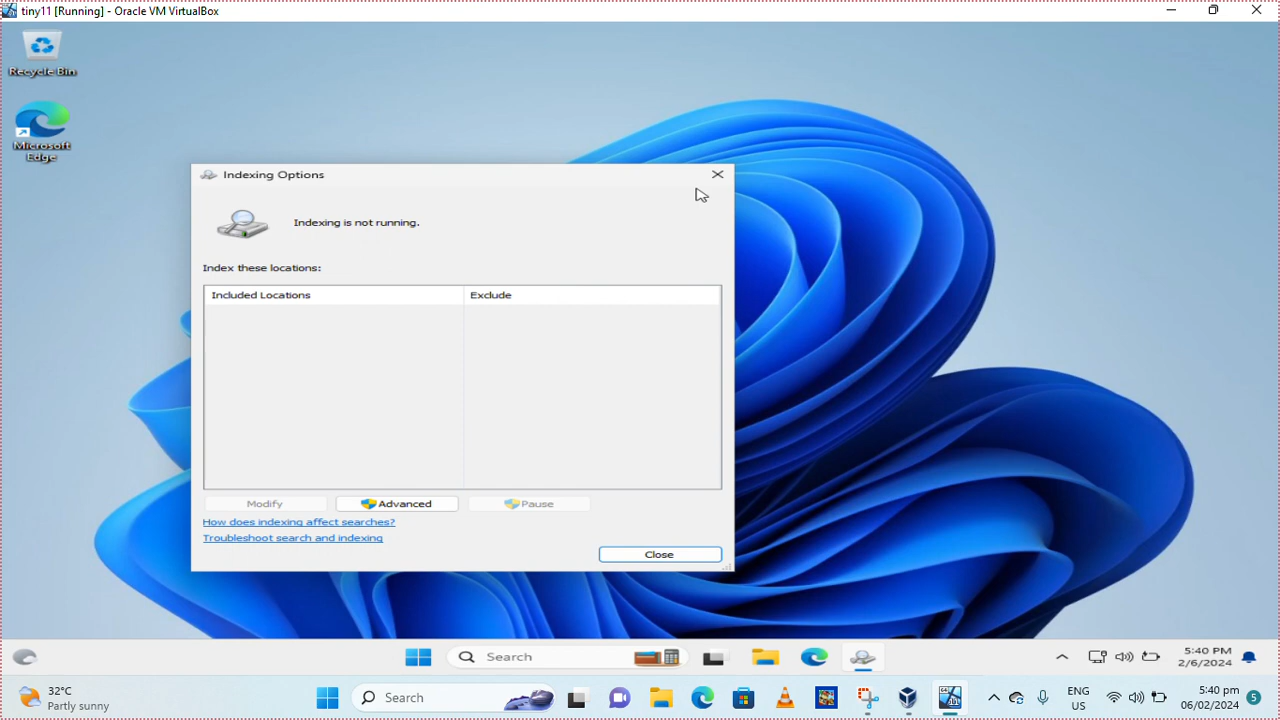 tiny11 [Running] - Oracle VM VirtualBox
Recycle Bin
Microsoft
Edge
Indexing Options
Indexing is not running.
Index these locations:
Included Locations
Exclude
Modify
Advanced
Pause
How does indexing affect searches?
Troubleshoot search and indexing
Close
Search
5:40 PM
2/6/2024
32°C
Partly sunny
Search
ENG
US
5:40 pm
06/02/2024
5